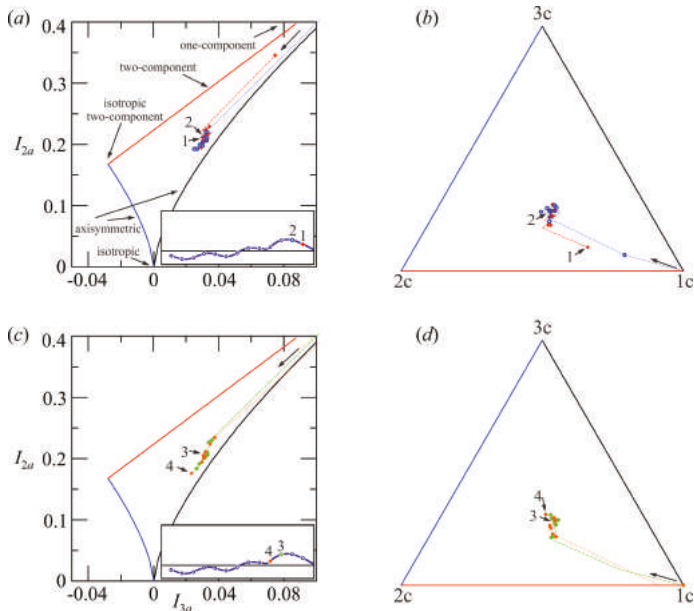 (a)
0.4
one-component
0.3
two-component
isotropic
two-component
I2a 0.2
2
1
0.1
axisymmetric
2 1
isotropic
0
-0.04 0 0.04 0.08
(b)
3c
2
1
2c 1c
(c)
0.4
0.3
I2a 0.2
3
4
0.1
4 3
0
-0.04 0 0.04 0.08
I3a
(d)
3c
4
3
2c 1c